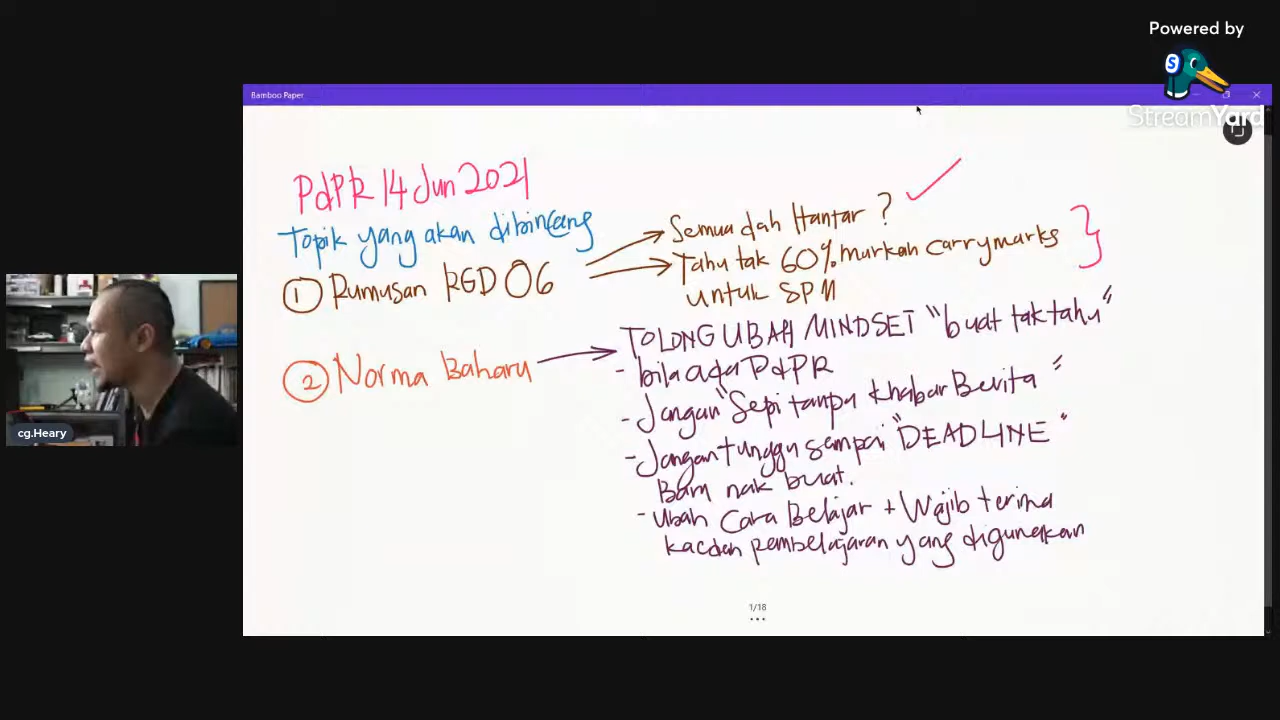 Powered by
StreamYard
Bamboo Paper
PdPR 14 Jun 2021
Topik yang akan dibincang
① Rumusan RGD 06
Semua dah Hantar ?
Tahu tak 60% markah carrymarks
untuk SPM
② Norma Baharu
TOLONG UBAH MINDSET "buat tak tahu"
- bila ada PdPR
- Jangan "Sepi tanpa khabar Berita"
- Jangan tunggu sampai "DEADLINE"
Baru nak buat.
- Ubah Cara Belajar + Wajib terima
kaedah pembelajaran yang digunakan
cg.Heary
1/18